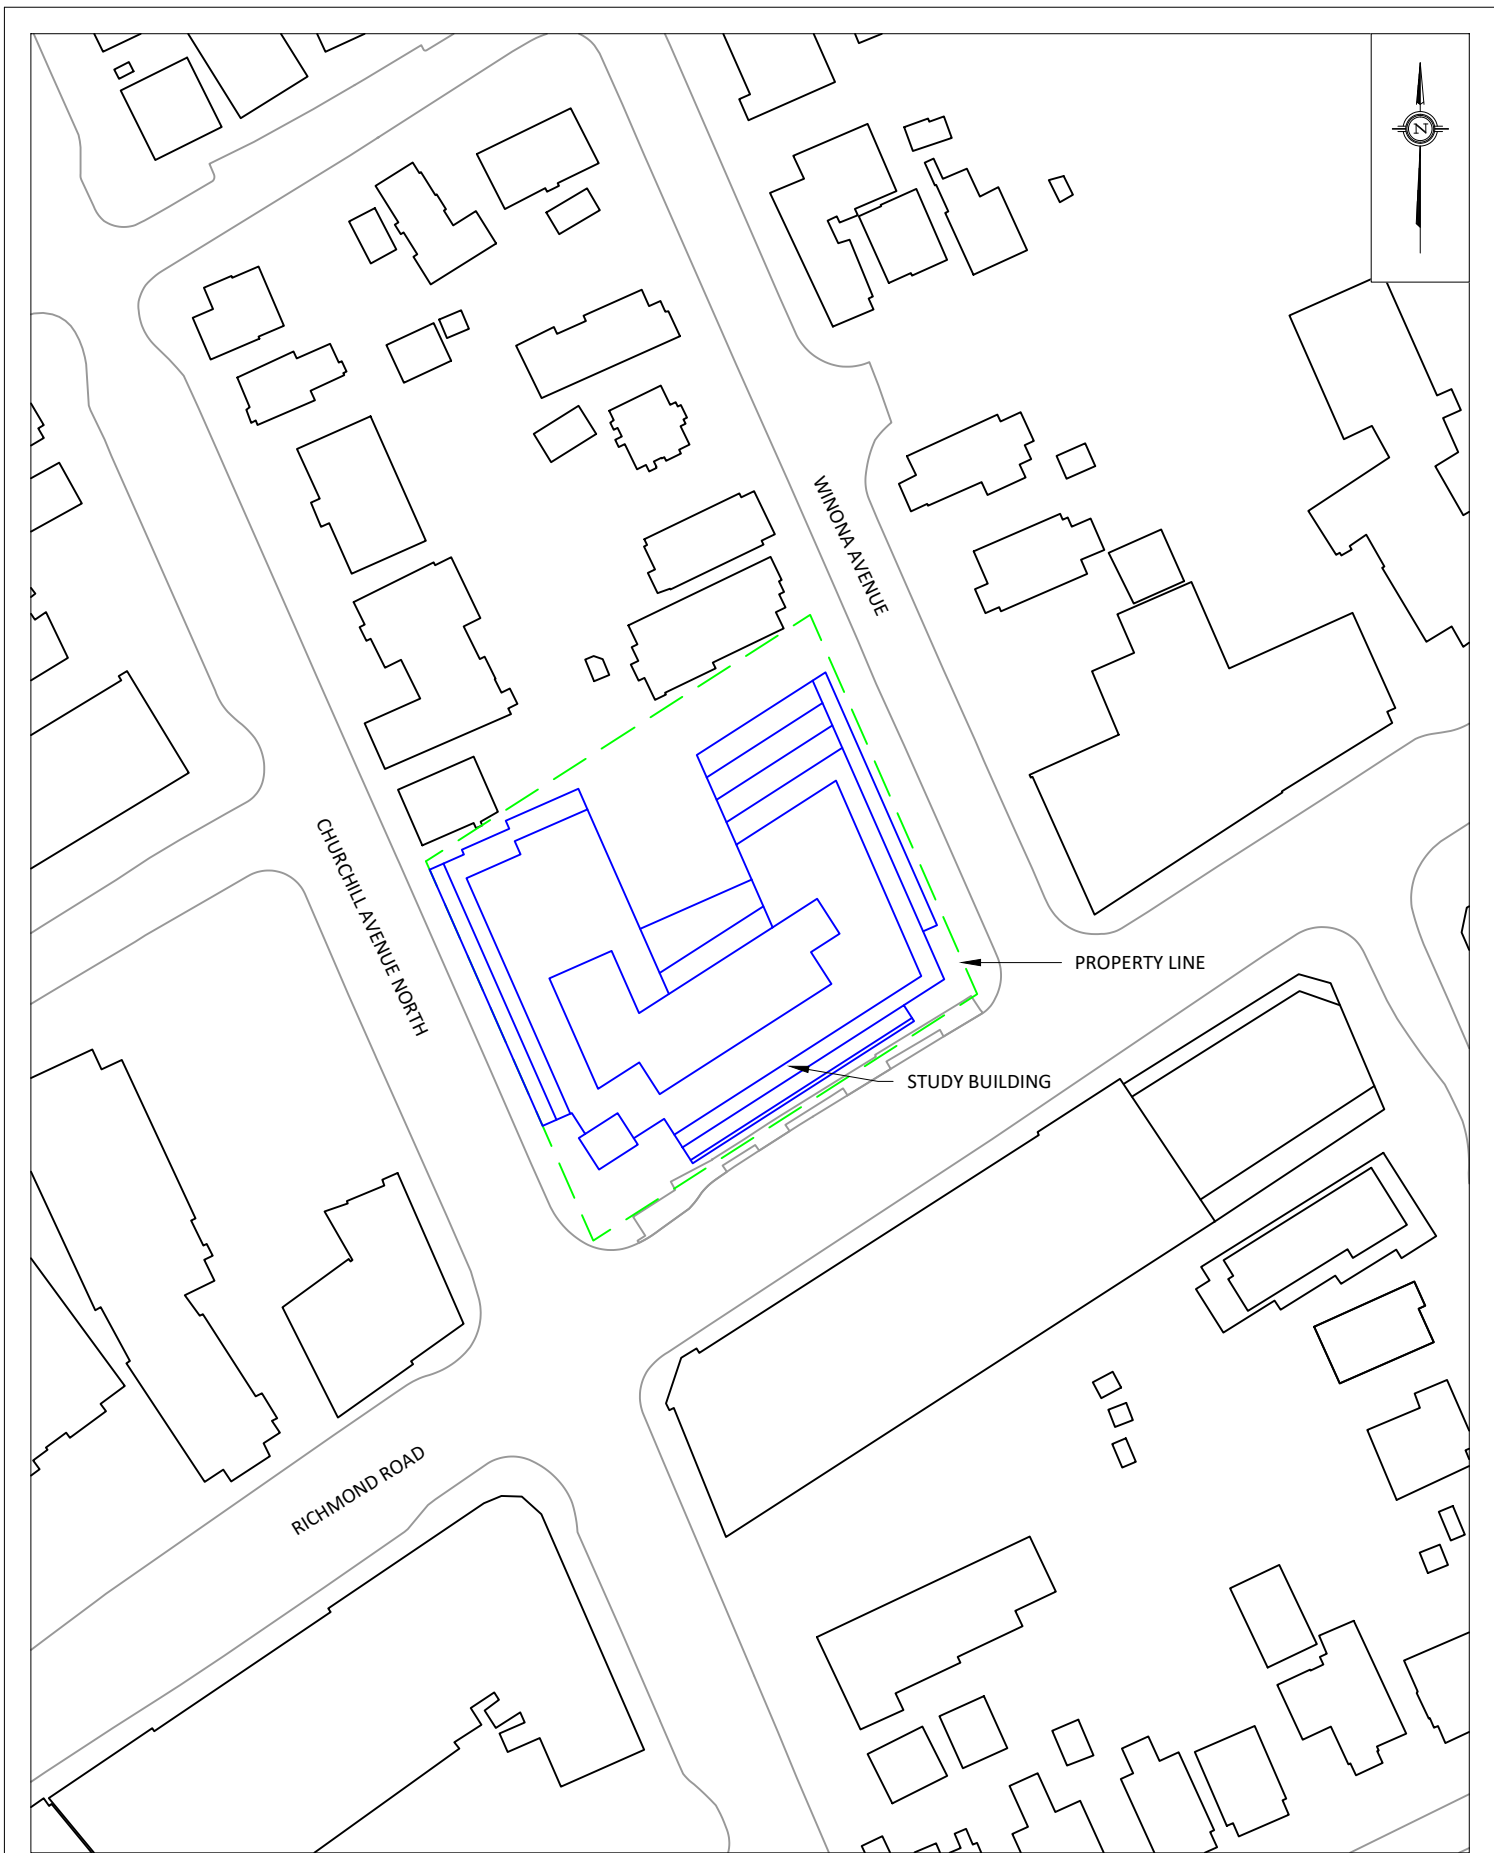 N
WINONA AVENUE
CHURCHILL AVENUE NORTH
PROPERTY LINE
STUDY BUILDING
RICHMOND ROAD